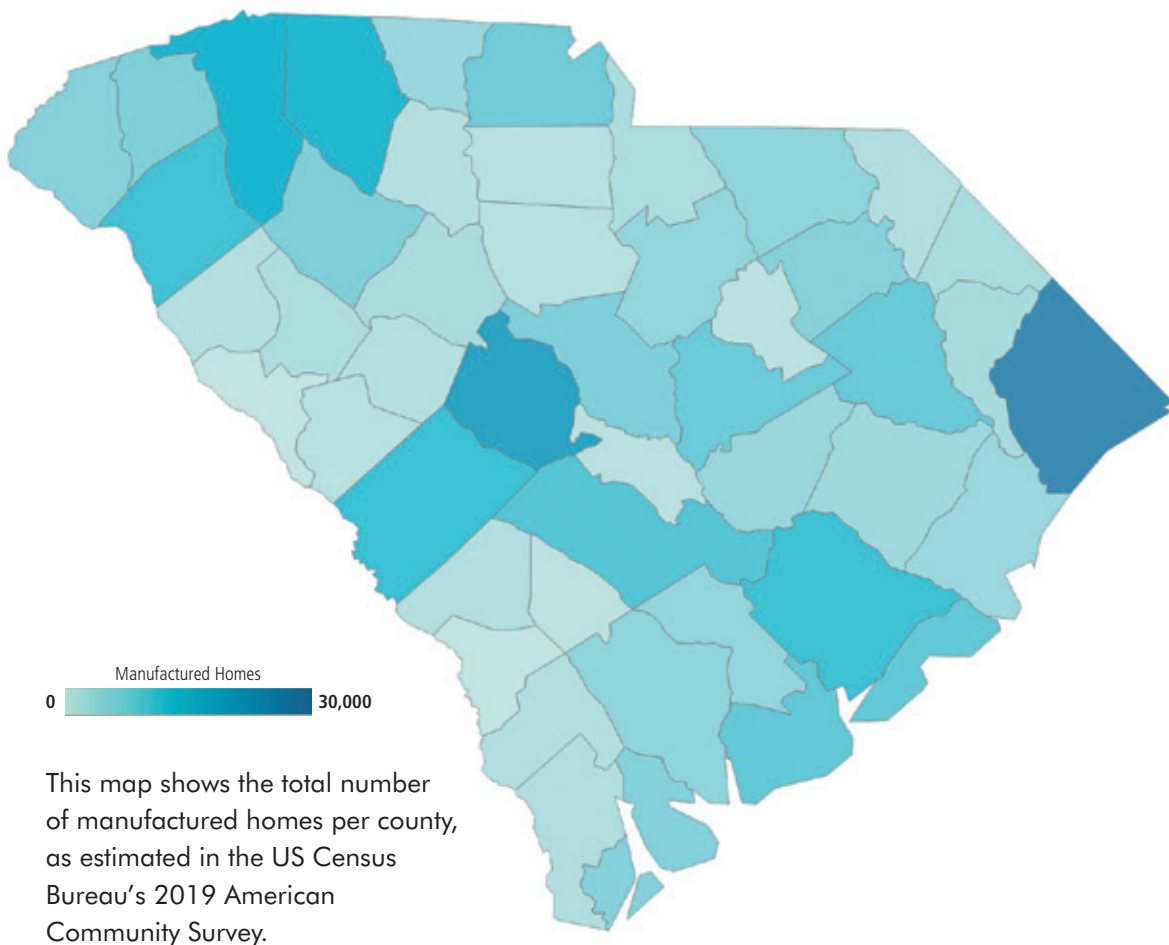 Manufactured Homes
0 30,000
This map shows the total number
of manufactured homes per county,
as estimated in the US Census
Bureau’s 2019 American
Community Survey.